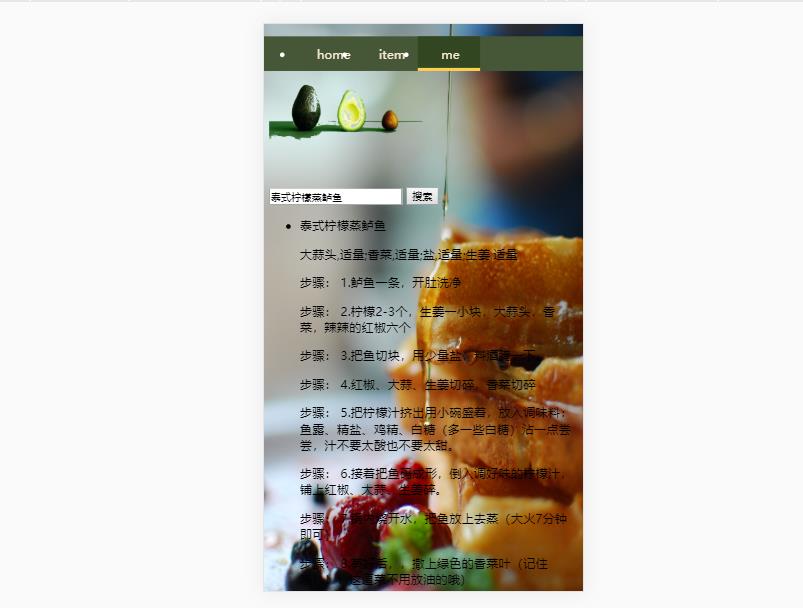 home item me
泰式柠檬蒸鲈鱼 搜索
泰式柠檬蒸鲈鱼
大蒜头,适量;香菜,适量;盐,适量;生姜,适量
步骤： 1.鲈鱼一条，开肚洗净
步骤： 2.柠檬2-3个，生姜一小块，大蒜头，香
菜，辣辣的红椒六个
步骤： 3.把鱼切块，用少量盐、料酒
步骤： 4.红椒、大蒜、生姜切碎，香菜切碎
步骤： 5.把柠檬汁挤出用小碗盛着，放入调味料：
鱼露、精盐、鸡精、白糖（多一些白糖）沾一点尝
尝，汁不要太酸也不要太甜。
步骤： 6.接着把鱼 成形，倒入调好味的柠檬汁，
铺上红椒、大蒜、生姜碎。
步骤： 开水，把鱼放上去蒸（大火7分钟
即可
步骤： 8. 后，，撒上绿色的香菜叶（记住
不用放油的哦）